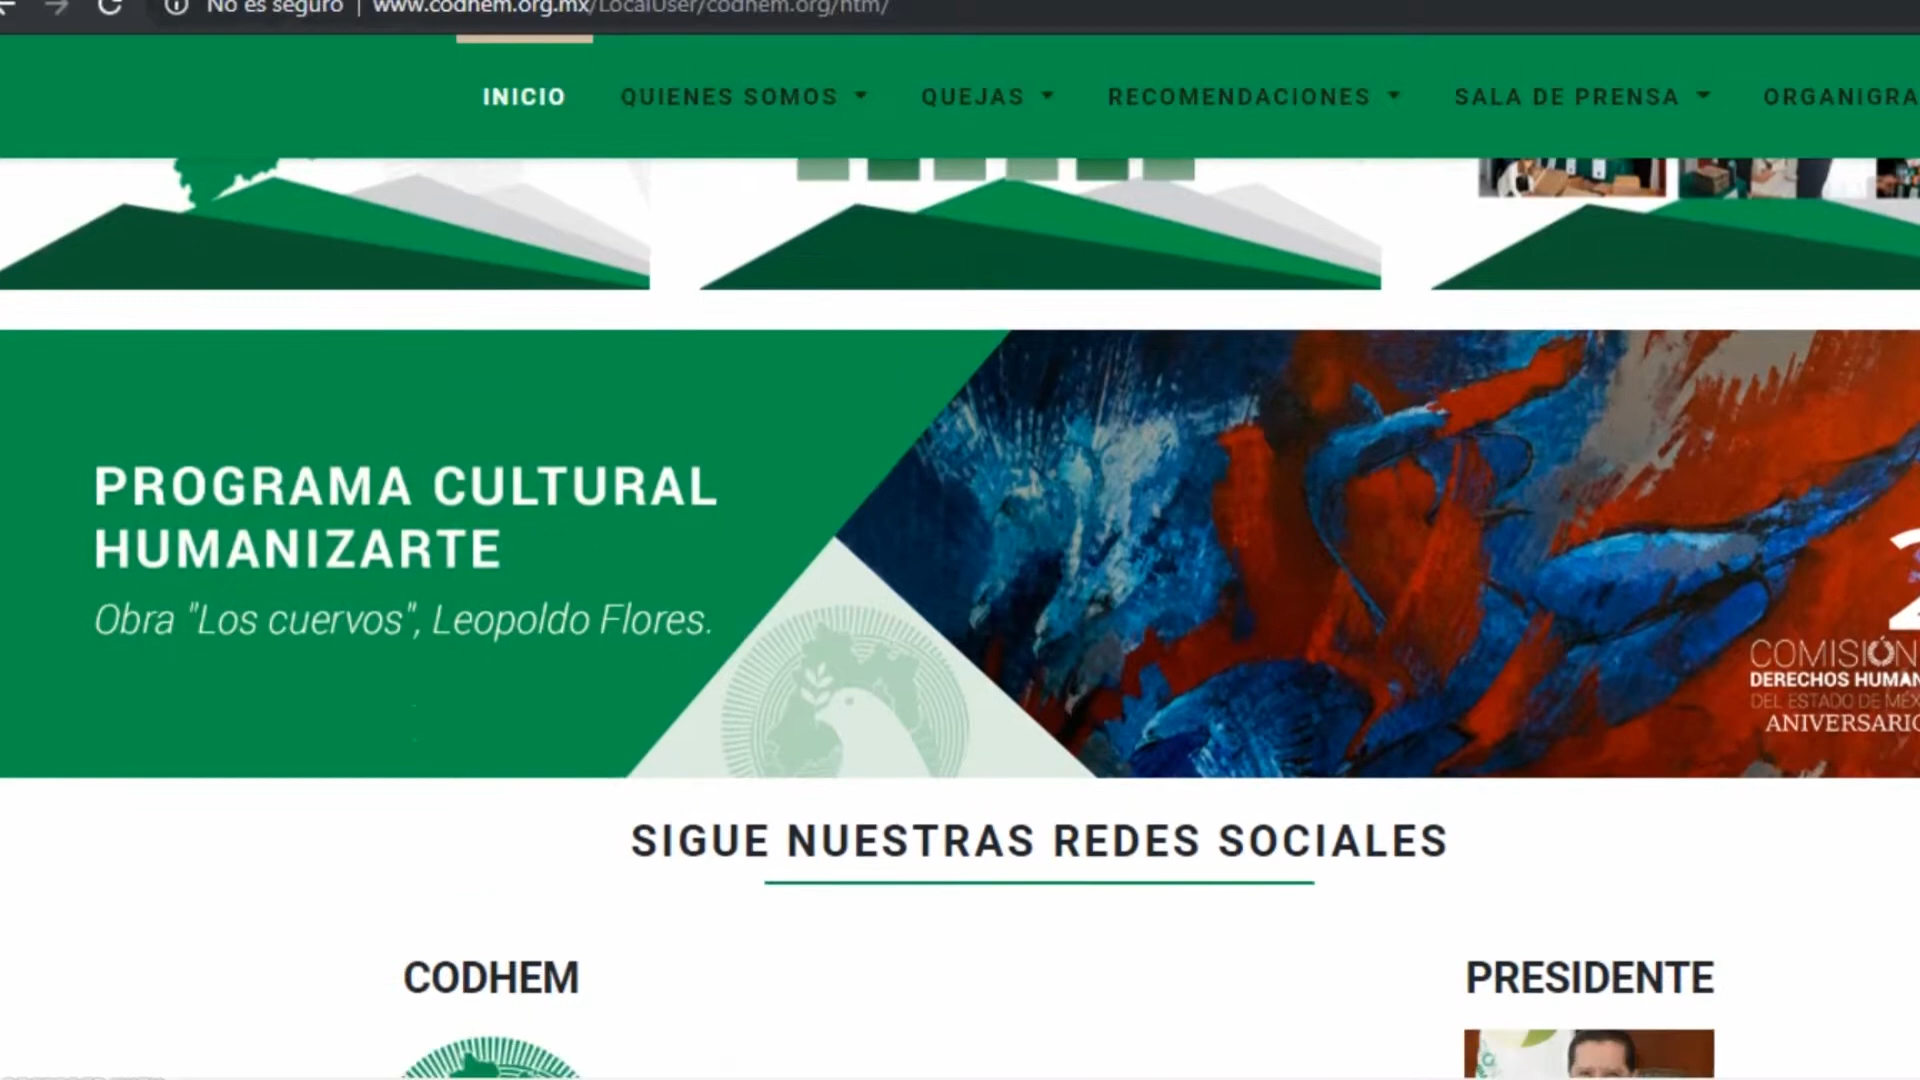 No es seguro | www.codhem.org.mx/LocalUser/codhem.org/htm/
INICIO QUIENES SOMOS QUEJAS RECOMENDACIONES SALA DE PRENSA ORGANIGRA
PROGRAMA CULTURAL
HUMANIZARTE
Obra "Los cuervos", Leopoldo Flores.
2
COMISIÓN
DERECHOS HUMAN
DEL ESTADO DE MÉX
ANIVERSARIO
SIGUE NUESTRAS REDES SOCIALES
CODHEM
PRESIDENTE